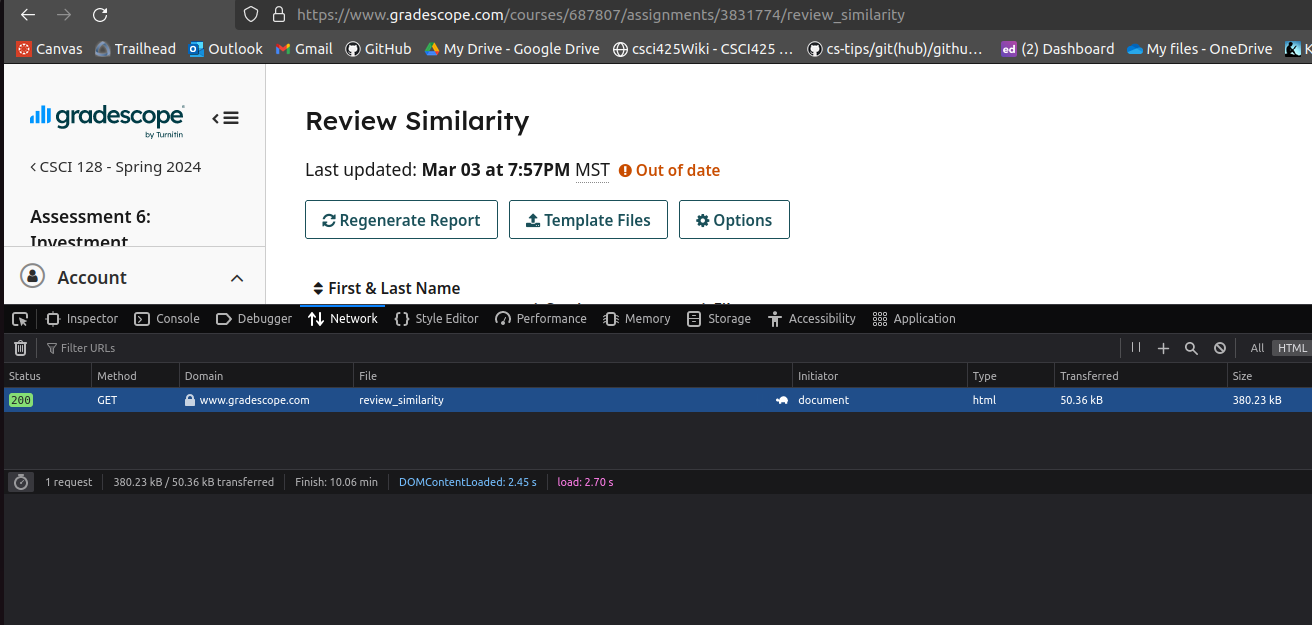 https://www.gradescope.com/courses/687807/assignments/3831774/review_similarity
Canvas Trailhead Outlook Gmail GitHub My Drive - Google Drive csci425Wiki - CSCI425 ... cs-tips/git(hub)/githu... ed (2) Dashboard My files - OneDrive K
gradescope
by Turnitin
CSCI 128 - Spring 2024
Assessment 6:
Investment
Account
Review Similarity
Last updated: Mar 03 at 7:57PM MST Out of date
Regenerate Report Template Files Options
First & Last Name
Inspector Console Debugger Network Style Editor Performance Memory Storage Accessibility Application
Filter URLs All HTML
Status Method Domain File Initiator Type Transferred Size
200 GET www.gradescope.com review_similarity document html 50.36 kB 380.23 kB
1 request 380.23 kB / 50.36 kB transferred Finish: 10.06 min DOMContentLoaded: 2.45 s load: 2.70 s